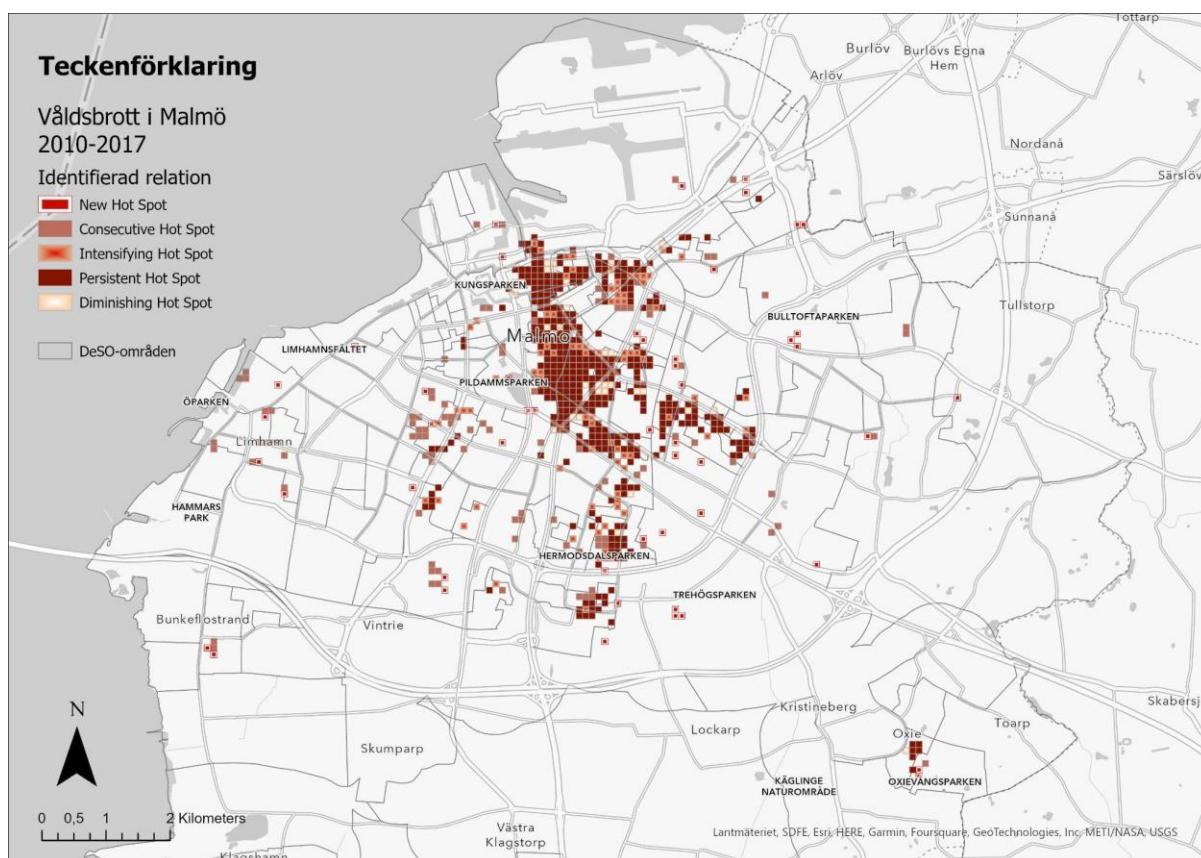 Teckenförklaring
Våldsbrott i Malmö
2010-2017
Identifierad relation
New Hot Spot
Consecutive Hot Spot
Intensifying Hot Spot
Persistent Hot Spot
Diminishing Hot Spot
DeSO-områden
Tottarp
Burlöv
Burlövs Egna
Hem
Arlöv
Nordanå
Särslöv
Sunnanå
KUNGSPARKEN
Tullstorp
BULLTOFTAPARKEN
Malmö
LIMHAMNSFÄLTET
PILDAMMSPARKEN
ÖPARKEN
Limhamn
HAMMARS
PARK
HERMODSDALSPARKEN
TREHÖGSPARKEN
Bunkeflostrand
Vintrie
Kristineberg
Skabersj
Lockarp
Toarp
Oxie
Skumparp
KÄGLINGE
NATUROMRÅDE
OXIEVÅNGSPARKEN
N
0 0,5 1 2 Kilometers
Västra
Klagstorp
Lantmäteriet, SDFE, Esri, HERE, Garmin, Foursquare, GeoTechnologies, Inc, METI/NASA, USGS
Klagshamn